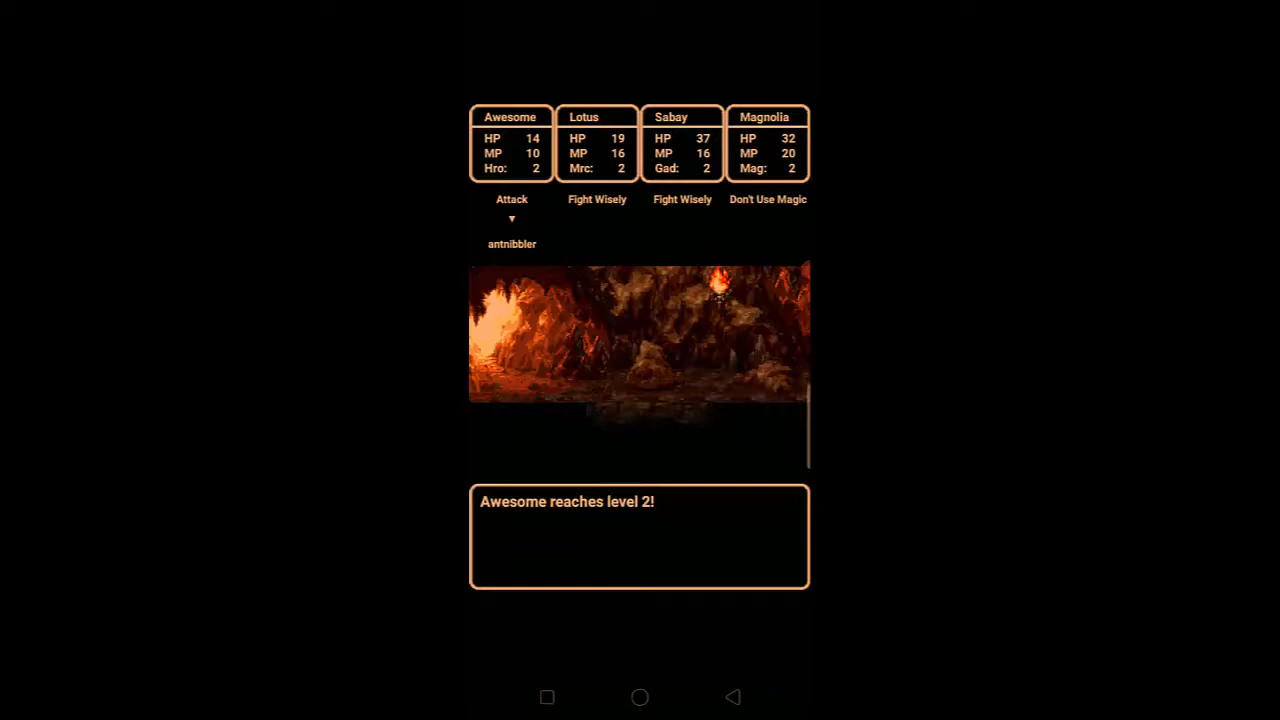 Awesome Lotus Sabay Magnolia
HP 14 HP 19 HP 37 HP 32
MP 10 MP 16 MP 16 MP 20
Hro: 2 Mrc: 2 Gad: 2 Mag: 2
Attack Fight Wisely Fight Wisely Don't Use Magic
▼
antnibbler
Awesome reaches level 2!